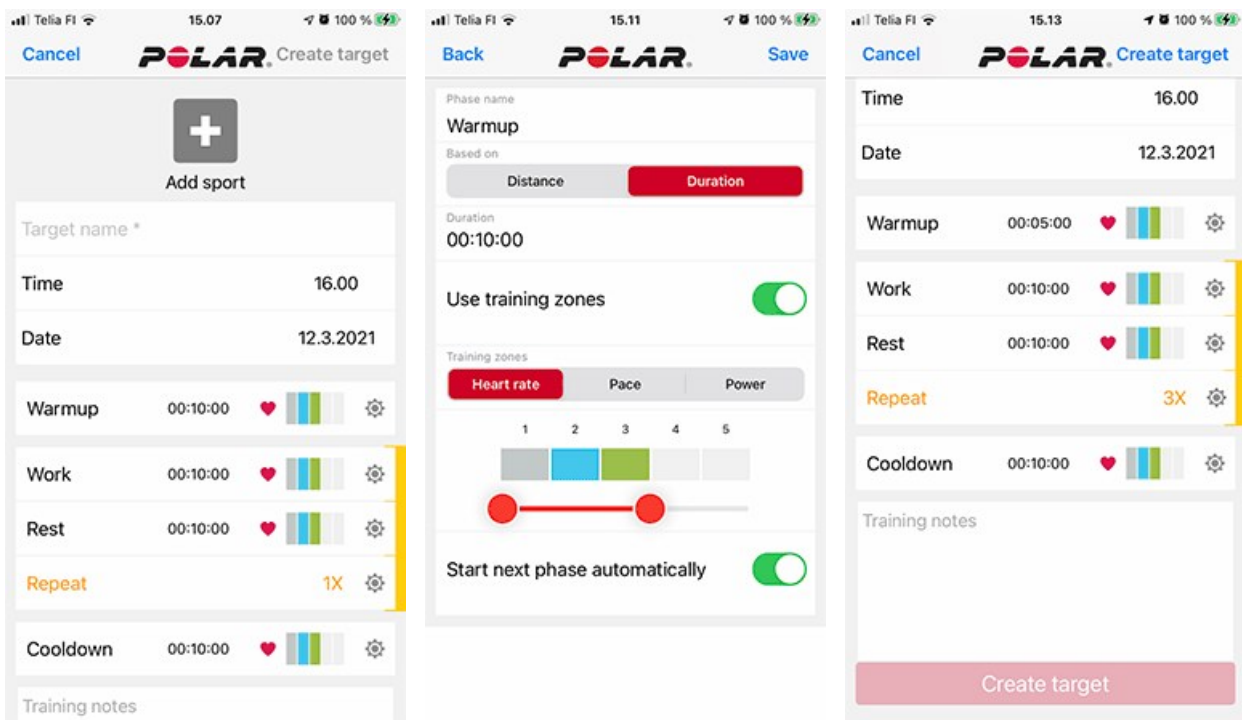 Telia FI 15.07 100 %
Cancel POLAR. Create target
Add sport
Target name *
Time 16.00
Date 12.3.2021
Warmup 00:10:00
Work 00:10:00
Rest 00:10:00
Repeat 1X
Cooldown 00:10:00
Training notes
Telia FI 15.11 100 %
Back POLAR. Save
Phase name
Warmup
Based on
Distance Duration
Duration
00:10:00
Use training zones
Training zones
Heart rate Pace Power
1 2 3 4 5
Start next phase automatically
Telia FI 15.13 100 %
Cancel POLAR. Create target
Time 16.00
Date 12.3.2021
Warmup 00:05:00
Work 00:10:00
Rest 00:10:00
Repeat 3X
Cooldown 00:10:00
Training notes
Create target